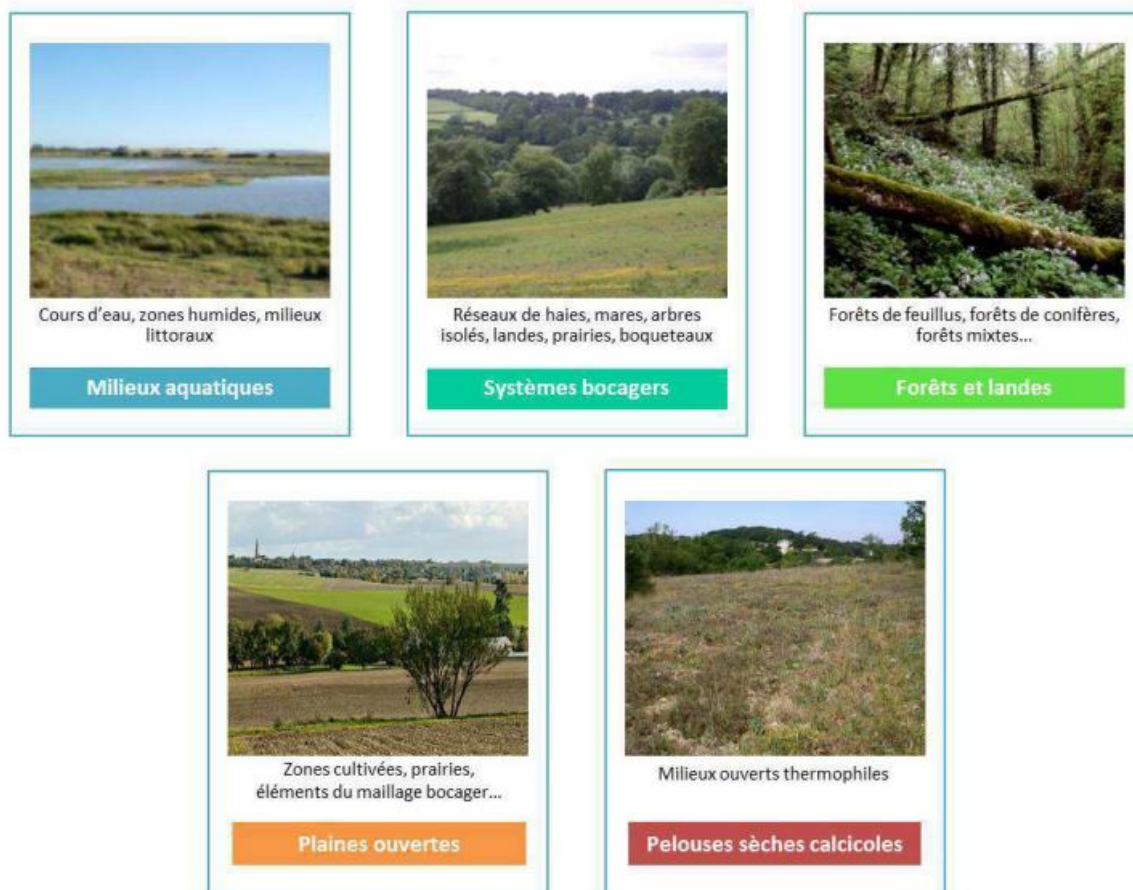 Cours d'eau, zones humides, milieux
littoraux
Milieux aquatiques
Réseaux de haies, mares, arbres
isolés, landes, prairies, boqueteaux
Systèmes bocagers
Forêts de feuillus, forêts de conifères,
forêts mixtes...
Forêts et landes
Zones cultivées, prairies,
éléments du maillage bocager...
Plaines ouvertes
Milieux ouverts thermophiles
Pelouses sèches calcicoles